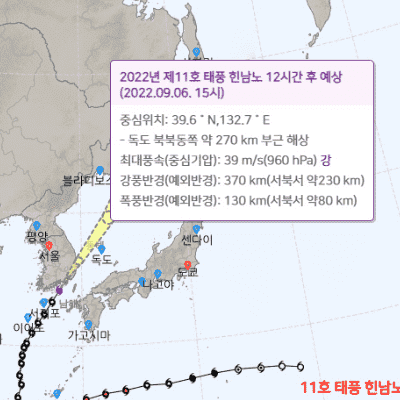 2022년 제11호 태풍 힌남노 12시간 후 예상
(2022.09.06. 15시)
중심위치: 39.6˚N,132.7˚E
- 독도 북북동쪽 약 270 km 부근 해상
최대풍속(중심기압): 39 m/s(960 hPa) 강
강풍반경(예외반경): 370 km(서북서 약230 km)
폭풍반경(예외반경): 130 km(서북서 약80 km)
블라디보스
평양
서울
독도
센다이
도쿄
나고야
남해
서귀포
이어도
가고시마
11호 태풍 힌남노